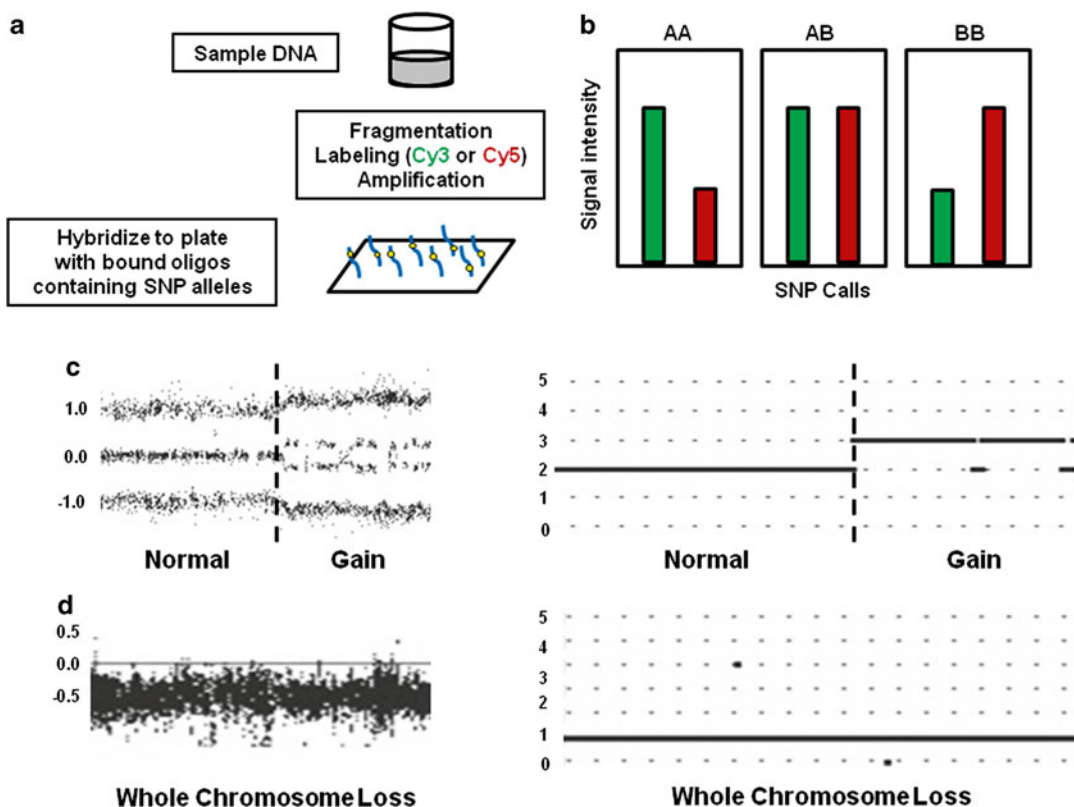 a
Sample DNA
Fragmentation
Labeling (Cy3 or Cy5)
Amplification
Hybridize to plate
with bound oligos
containing SNP alleles
b
AA
AB
BB
Signal intensity
SNP Calls
c
1.0
0.0
-1.0
Normal
Gain
5
4
3
2
1
0
Normal
Gain
d
0.5
0.0
-0.5
Whole Chromosome Loss
5
4
3
2
1
0
Whole Chromosome Loss